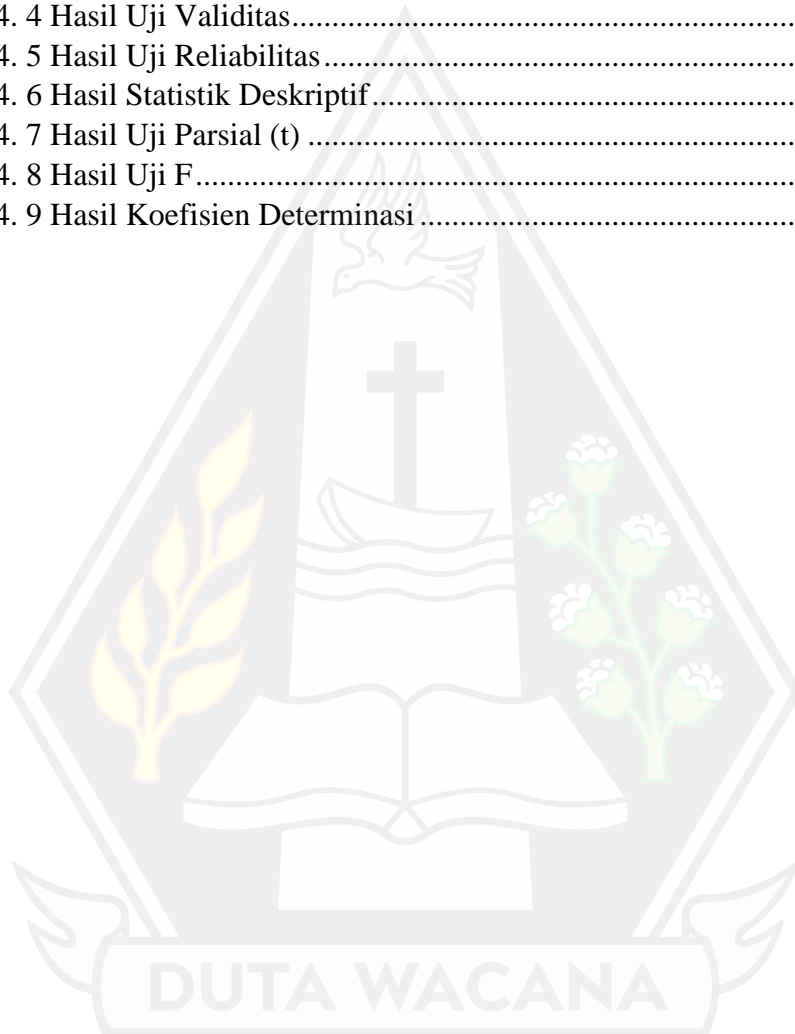 4. 4 Hasil Uji Validitas................................................................
4. 5 Hasil Uji Reliabilitas............................................................
4. 6 Hasil Statistik Deskriptif......................................................
4. 7 Hasil Uji Parsial (t) ..............................................................
4. 8 Hasil Uji F.............................................................................
4. 9 Hasil Koefisien Determinasi ................................................
DUTA WACANA